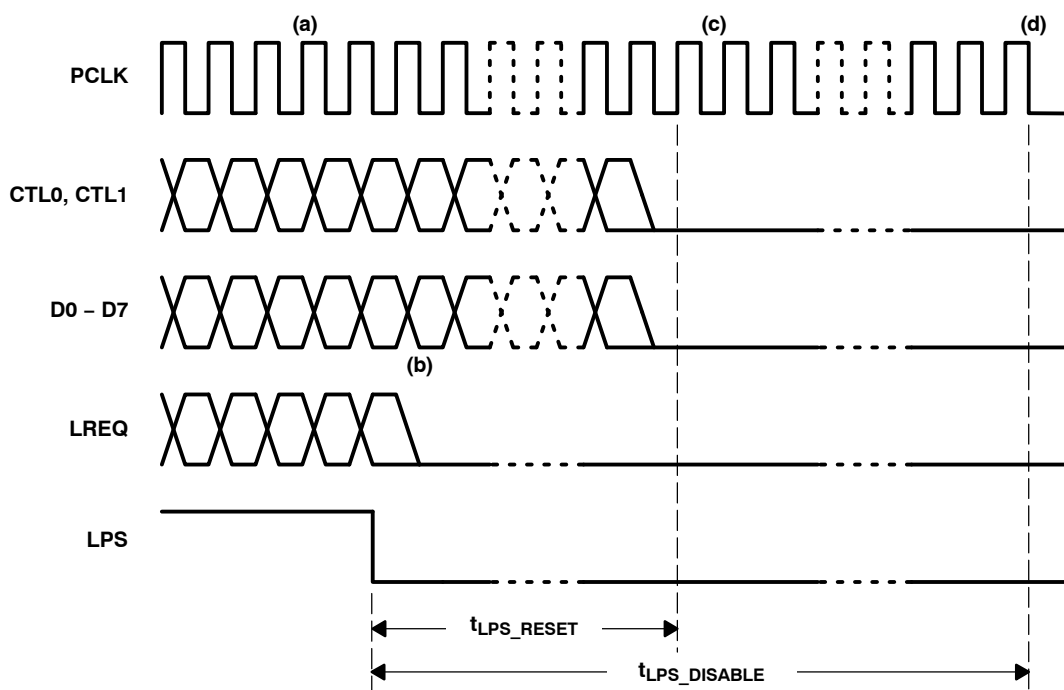 (a) (c) (d)
PCLK
CTL0, CTL1
D0 – D7
(b)
LREQ
LPS
tLPS_RESET
tLPS_DISABLE